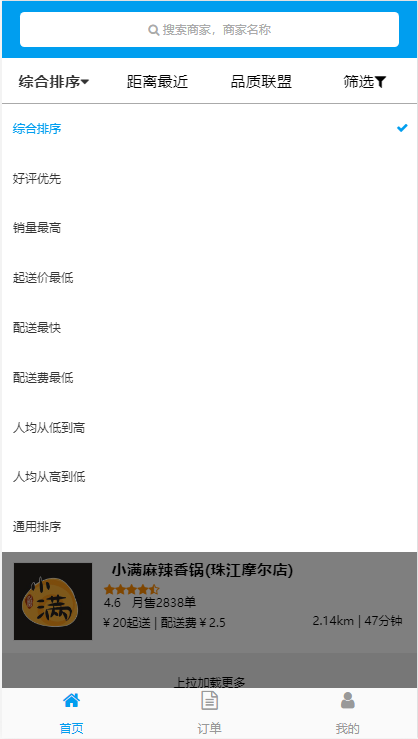 搜索商家，商家名称
综合排序 距离最近 品质联盟 筛选
综合排序
好评优先
销量最高
起送价最低
配送最快
配送费最低
人均从低到高
人均从高到低
通用排序
小满
小满麻辣香锅(珠江摩尔店)
4.6 月售2838单
¥20起送 | 配送费¥2.5 2.14km | 47分钟
上拉加载更多
首页 订单 我的